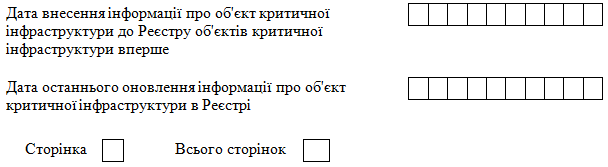 Дата внесення інформації про об'єкт критичної
інфраструктури до Реєстру об'єктів критичної
інфраструктури вперше
Дата останнього оновлення інформації про об'єкт
критичної інфраструктури в Реєстрі
Сторінка Всього сторінок